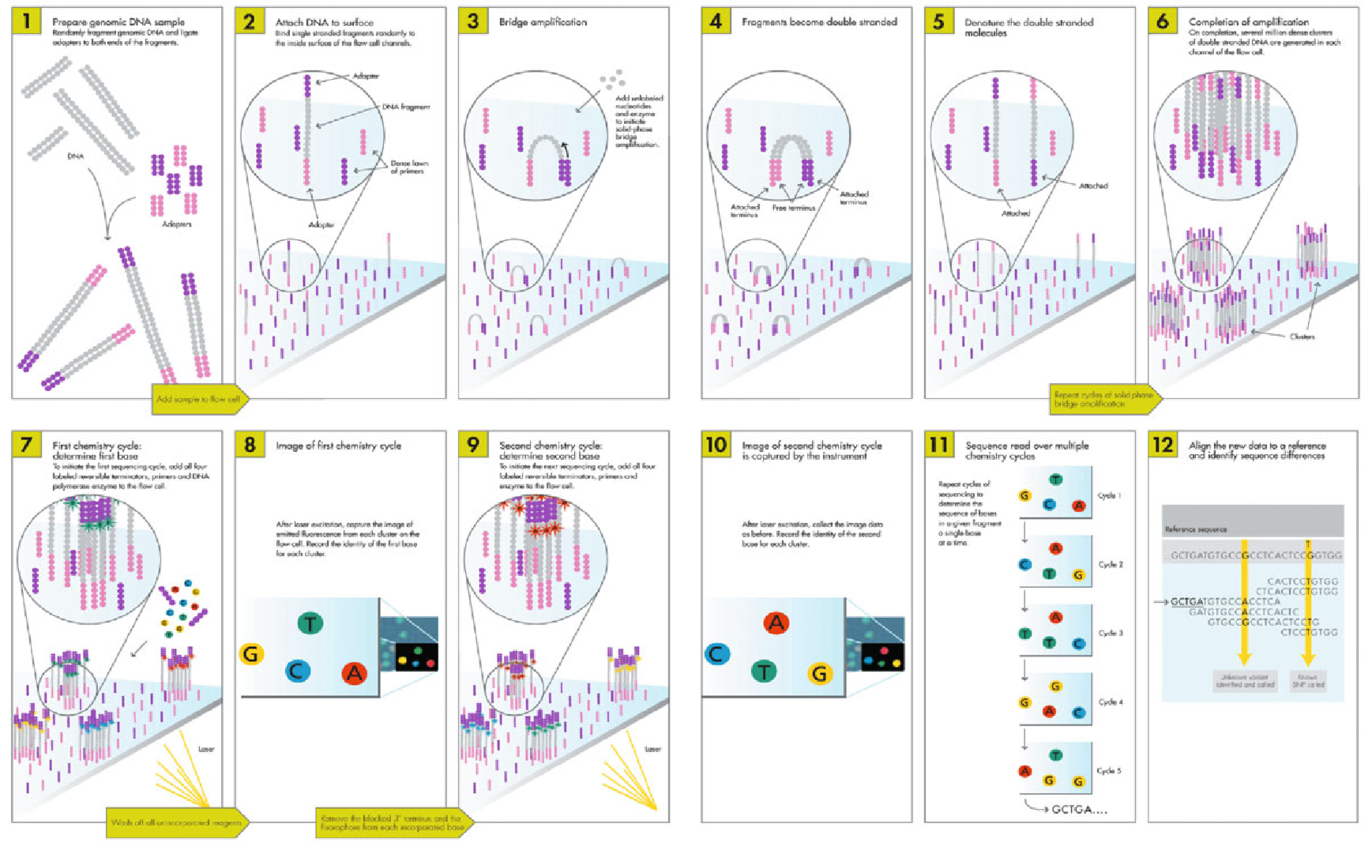 1
Prepare genomic DNA sample
Randomly fragment genomic DNA and ligate
adapters to both ends of the fragments.
DNA
Adapters
Add sample to flow cell
2
Attach DNA to surface
Bind single stranded fragments randomly to
the inside surface of the flow cell channels.
Adapter
DNA fragment
Dense lawn
of primers
Adapter
3
Bridge amplification
Add unlabeled
nucleotides
and enzyme
to initiate
solid-phase
bridge
amplification.
4
Fragments become double stranded
Attached
terminus
Free terminus
Attached
terminus
5
Denature the double stranded
molecules
Attached
Attached
Repeat cycles of solid phase
bridge amplification
6
Completion of amplification
On completion, several million dense clusters
of double stranded DNA are generated in each
channel of the flow cell.
Clusters
7
First chemistry cycle:
determine first base
To initiate the first sequencing cycle, add all four
labeled reversible terminators, primers and DNA
polymerase enzyme to the flow cell.
Laser
Wash off all unincorporated reagents
8
Image of first chemistry cycle
After laser excitation, capture the image of
emitted fluorescence from each cluster on the
flow cell. Record the identity of the first base
for each cluster.
T
G
C
A
Remove the blocked 3' terminus and the
fluorophore from each incorporated base
9
Second chemistry cycle:
determine second base
To initiate the next sequencing cycle, add all four
labeled reversible terminators, primers and
enzyme to the flow cell.
Laser
10
Image of second chemistry cycle
is captured by the instrument
After laser excitation, collect the image data
as before. Record the identity of the second
base for each cluster.
A
C
T
G
11
Sequence read over multiple
chemistry cycles
Repeat cycles of
sequencing to
determine the
sequence of bases
in a given fragment
a single base
at a time.
T
G C A
Cycle 1
A
C T G
Cycle 2
A
T T C
Cycle 3
G
G A C
Cycle 4
T
A G G
Cycle 5
GCTGA....
12
Align the new data to a reference
and identify sequence differences
Reference sequence
T
GCTGATGTGCCGCCTCACTCCGGTGG
CACTCCTGTGG
CTCACTCCTGTGG
GCTGATGTGCCACCTCA
GATGTGCCACCTCACTC
GTGCCGCCTCACTCCTG
CTCCTGTGG
Unknown variant
identified and called
Known
SNP called